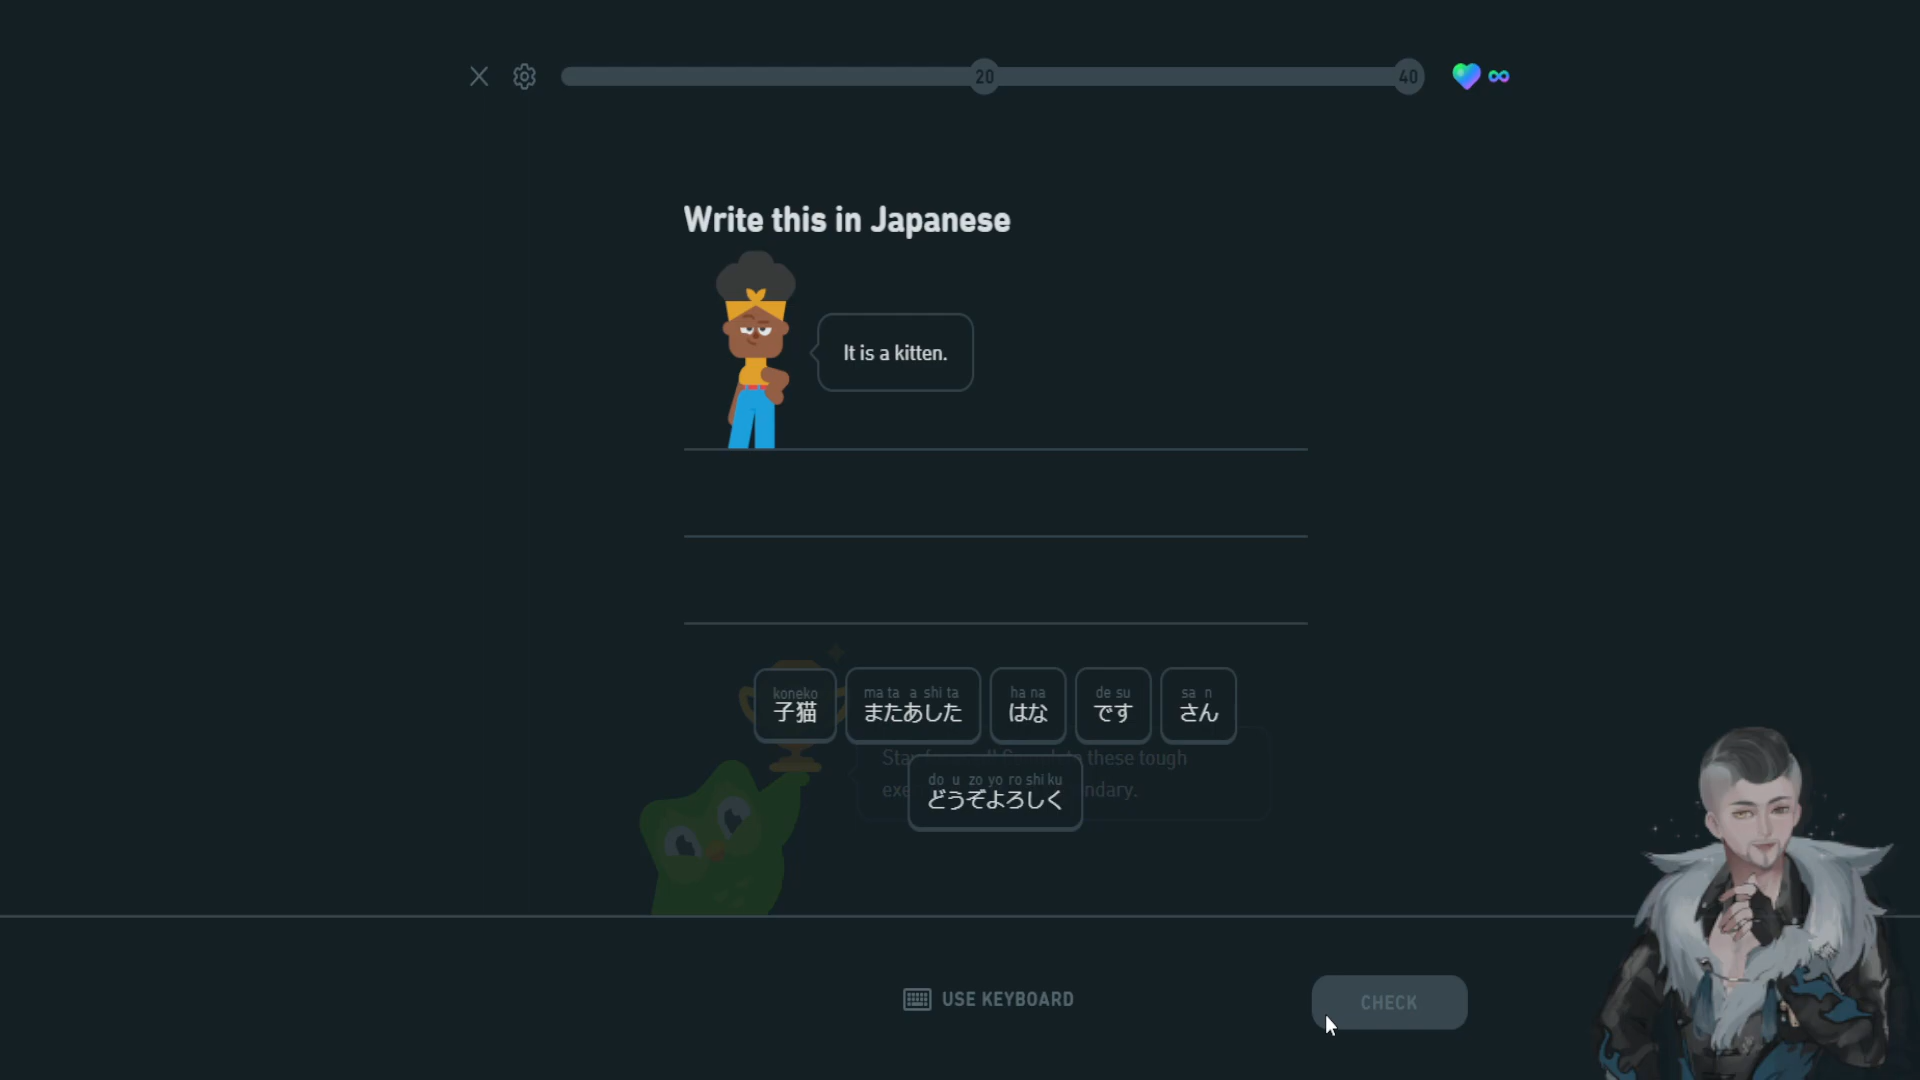 20
40
Write this in Japanese
It is a kitten.
koneko
子猫
ma ta a shi ta
またあした
ha na
はな
de su
です
sa n
さん
do u zo yo ro shi ku
どうぞよろしく
these tough
USE KEYBOARD
CHECK